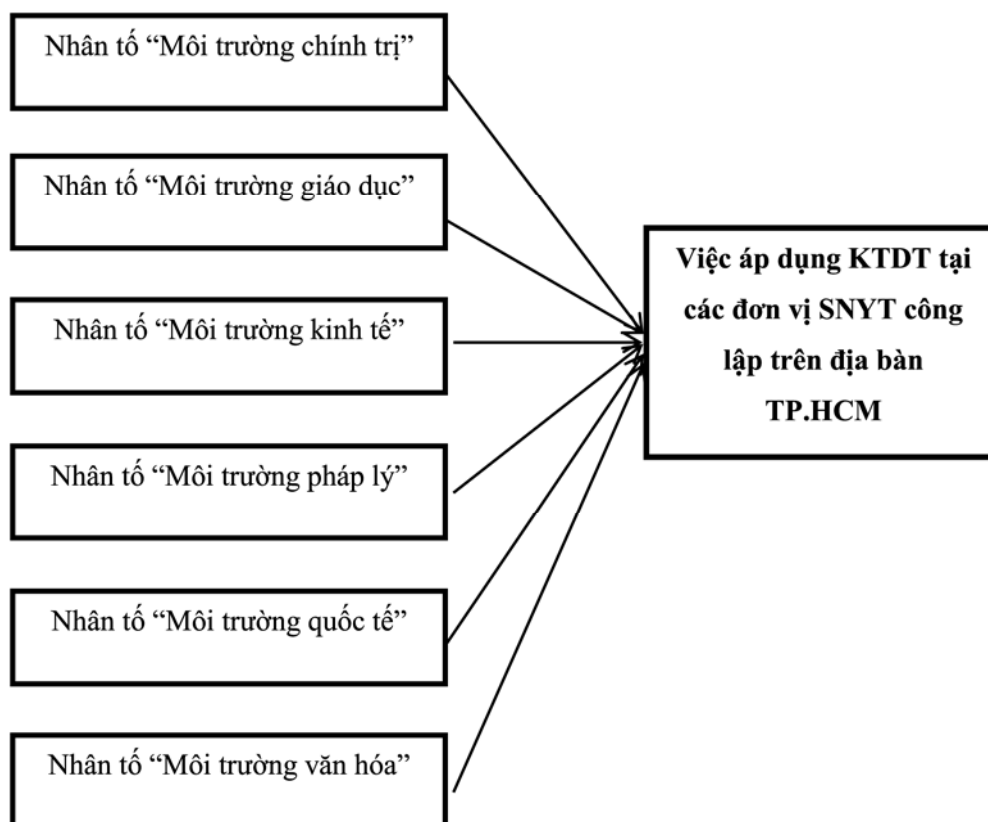 Nhân tố “Môi trường chính trị”
Nhân tố “Môi trường giáo dục”
Nhân tố “Môi trường kinh tế”
Nhân tố “Môi trường pháp lý”
Nhân tố “Môi trường quốc tế”
Nhân tố “Môi trường văn hóa”
Việc áp dụng KTDT tại
các đơn vị SNYT công
lập trên địa bàn
TP.HCM